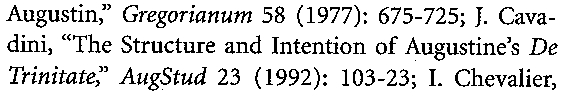 Augustin,” Gregorianum 58 (1977): 675-725; J. Cava-
dini, “The Structure and Intention of Augustine’s De
Trinitate,” AugStud 23 (1992): 103-23; I. Chevalier,